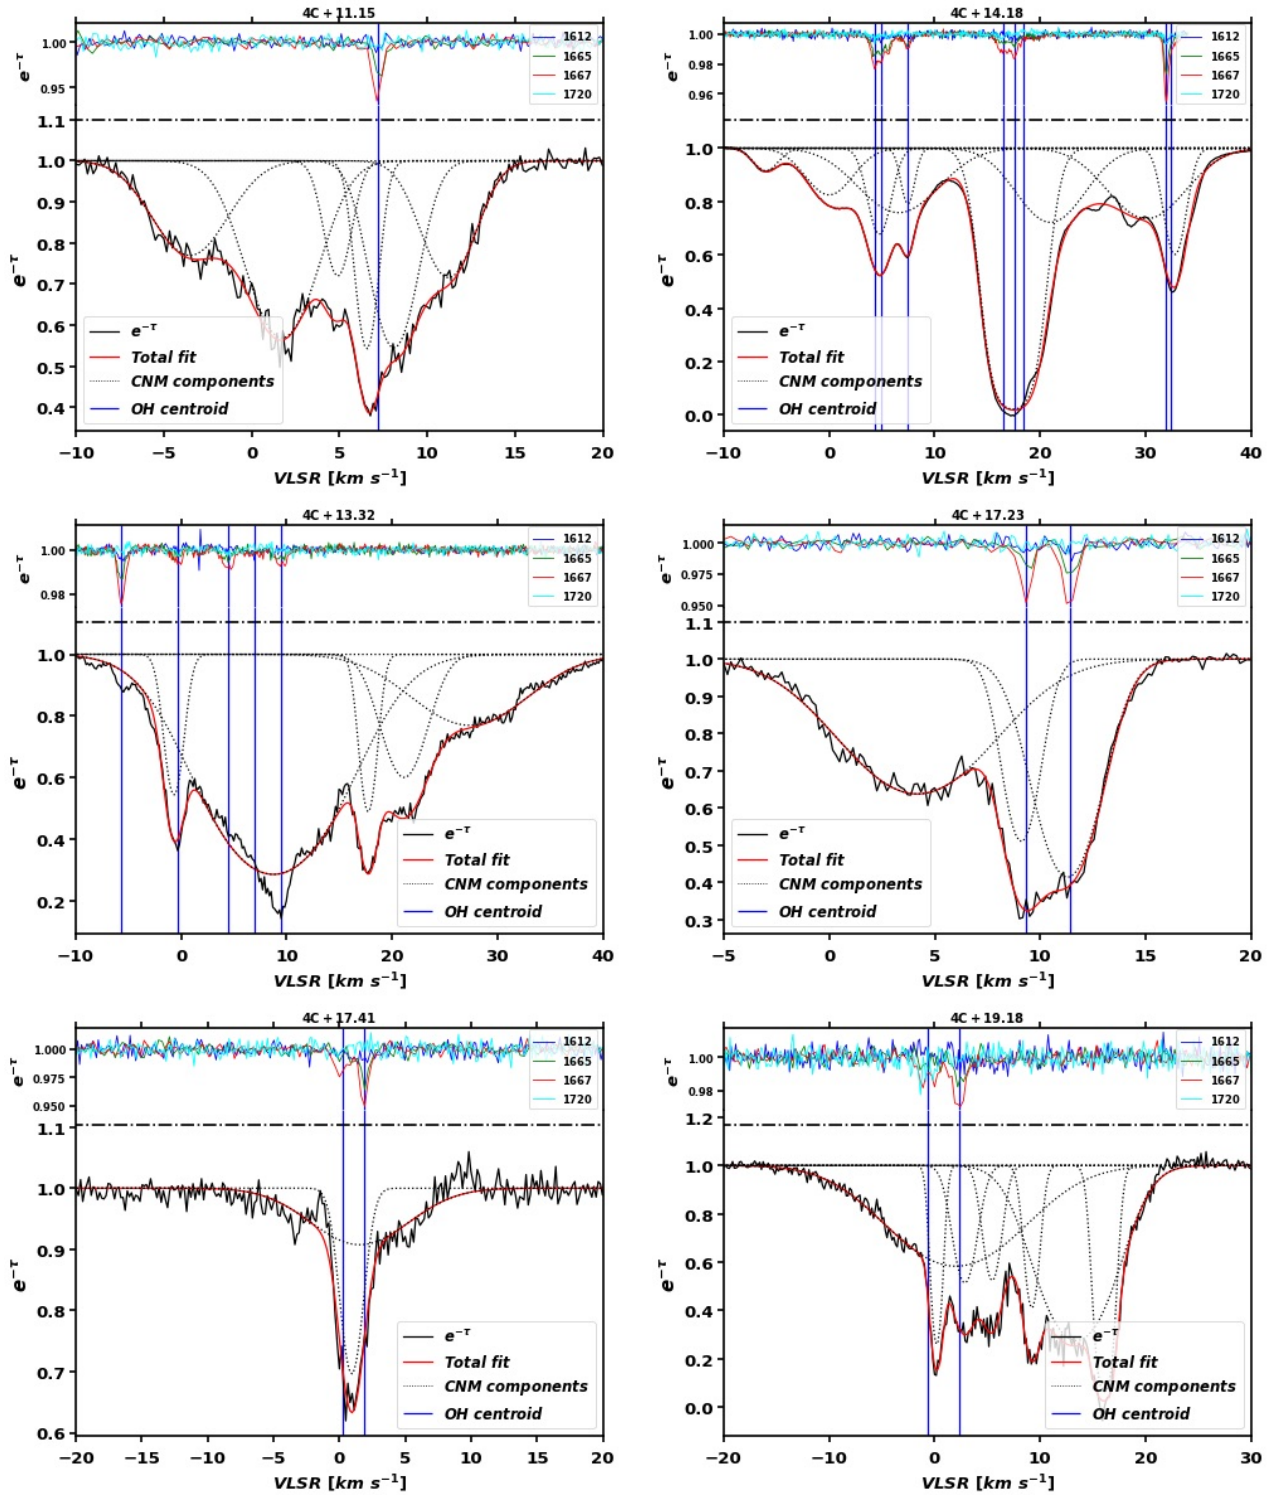 4C + 11.15
1.00
0.95
e^−τ
1612
1665
1667
1720
1.1
1.0
0.9
0.8
0.7
0.6
0.5
0.4
e^−τ
e^−τ
Total fit
CNM components
OH centroid
−10 −5 0 5 10 15 20
VLSR [km s^−1]
4C + 14.18
1.00
0.98
0.96
e^−τ
1612
1665
1667
1720
1.0
0.8
0.6
0.4
0.2
0.0
e^−τ
e^−τ
Total fit
CNM components
OH centroid
−10 0 10 20 30 40
VLSR [km s^−1]
4C + 13.32
1.00
0.98
e^−τ
1612
1665
1667
1720
1.0
0.8
0.6
0.4
0.2
e^−τ
e^−τ
Total fit
CNM components
OH centroid
−10 0 10 20 30 40
VLSR [km s^−1]
4C + 17.23
1.000
0.975
0.950
e^−τ
1612
1665
1667
1720
1.1
1.0
0.9
0.8
0.7
0.6
0.5
0.4
0.3
e^−τ
e^−τ
Total fit
CNM components
OH centroid
−5 0 5 10 15 20
VLSR [km s^−1]
4C + 17.41
1.000
0.975
0.950
e^−τ
1612
1665
1667
1720
1.1
1.0
0.9
0.8
0.7
0.6
e^−τ
e^−τ
Total fit
CNM components
OH centroid
−20 −15 −10 −5 0 5 10 15 20
VLSR [km s^−1]
4C + 19.18
1.00
0.98
e^−τ
1612
1665
1667
1720
1.2
1.0
0.8
0.6
0.4
0.2
0.0
e^−τ
e^−τ
Total fit
CNM components
OH centroid
−20 −10 0 10 20 30
VLSR [km s^−1]